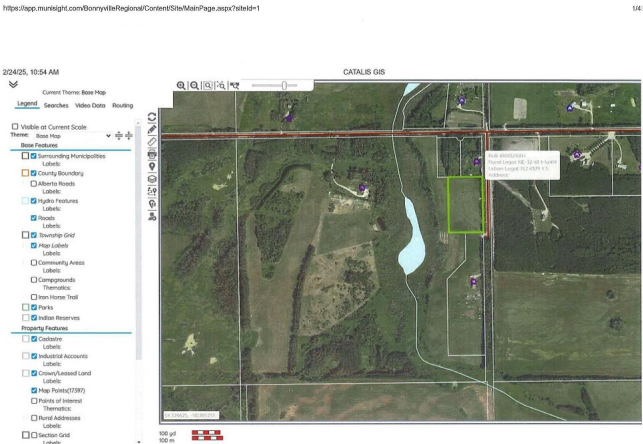 https://app.munisight.com/BonnyvilleRegional/Content/Site/MainPage.aspx?siteId=1
1/4
2/24/25, 10:54 AM
CATALIS GIS
Current Theme: Base Map
Legend Searches Video Data Routing
Visible at Current Scale
Theme: Base Map
Base Features
Surrounding Municipalities
Labels:
County Boundary
Alberta Roads
Labels:
Hydro Features
Labels:
Roads
Labels:
Township Grid
Map Labels
Labels:
Community Areas
Labels:
Campgrounds
Thematics:
Iron Horse Trail
Parks
Indian Reserves
Property Features
Cadastre
Labels:
Industrial Accounts
Labels:
Crown/Leased Land
Labels:
Map Points(17397)
Points of Interest
Thematics:
Rural Addresses
Labels:
Section Grid
Labels:
Address:
100 yd
100 m